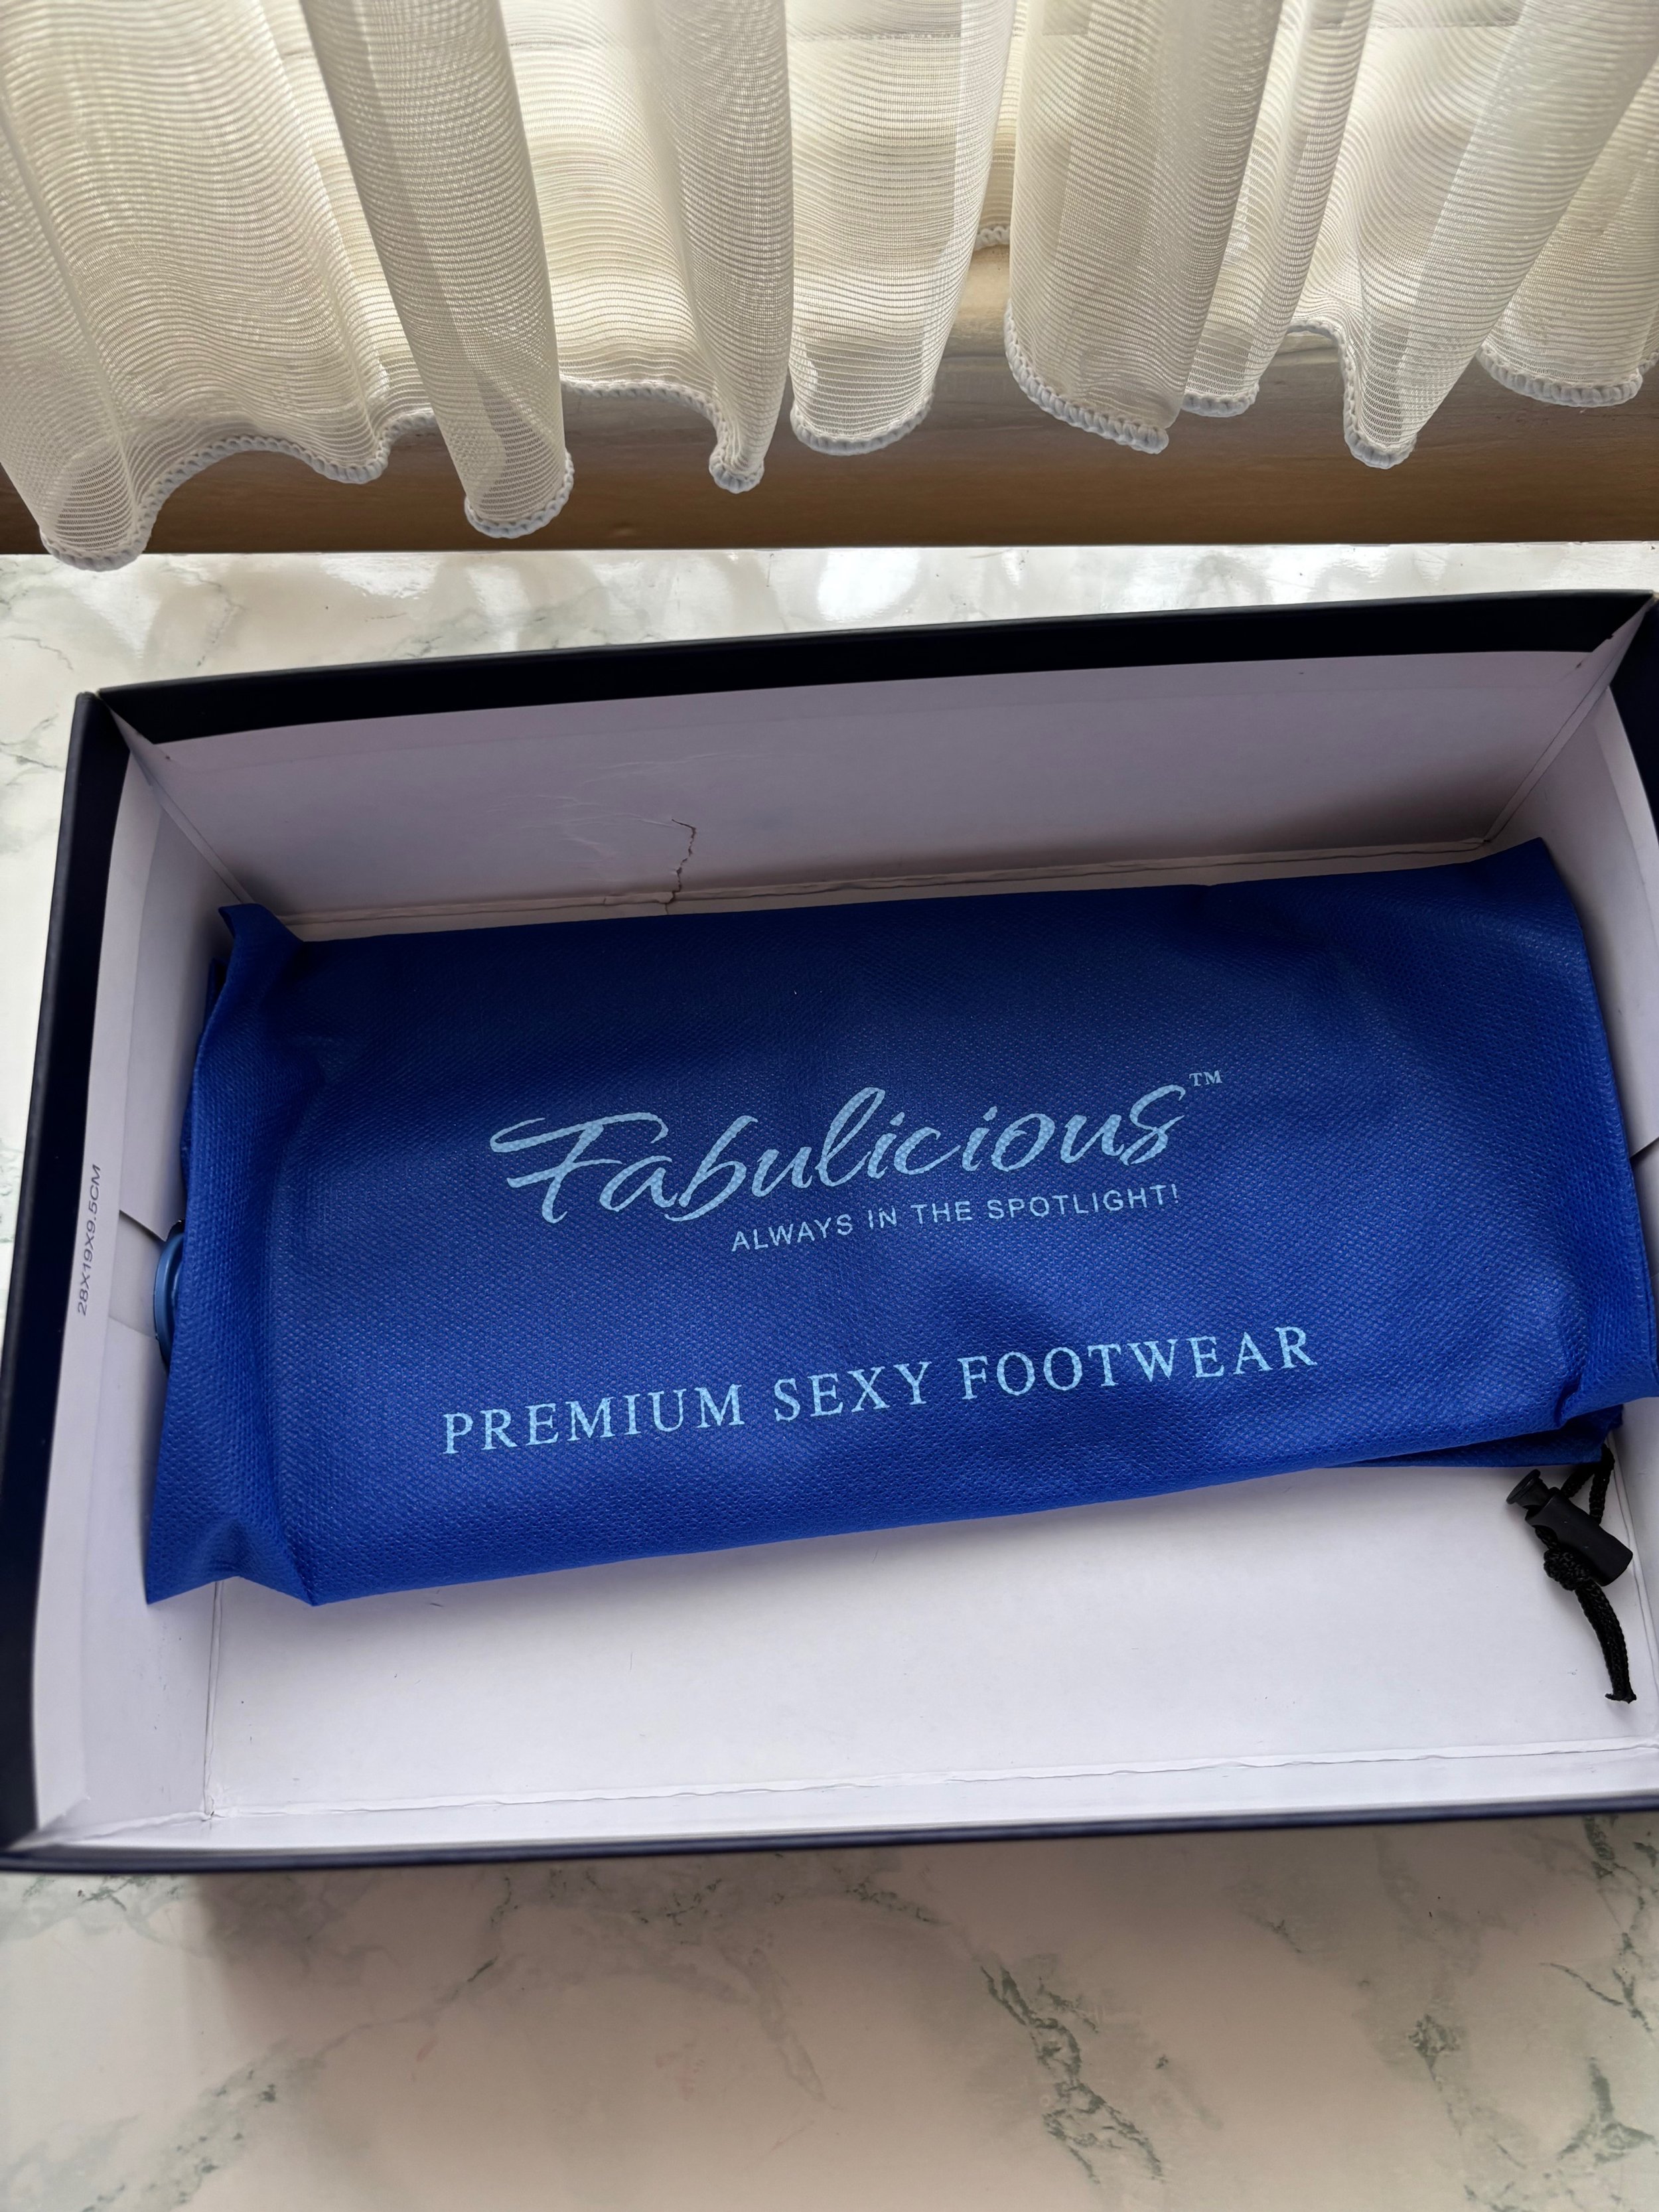 Fabulicious™
ALWAYS IN THE SPOTLIGHT!
PREMIUM SEXY FOOTWEAR
28X19X9.5CM